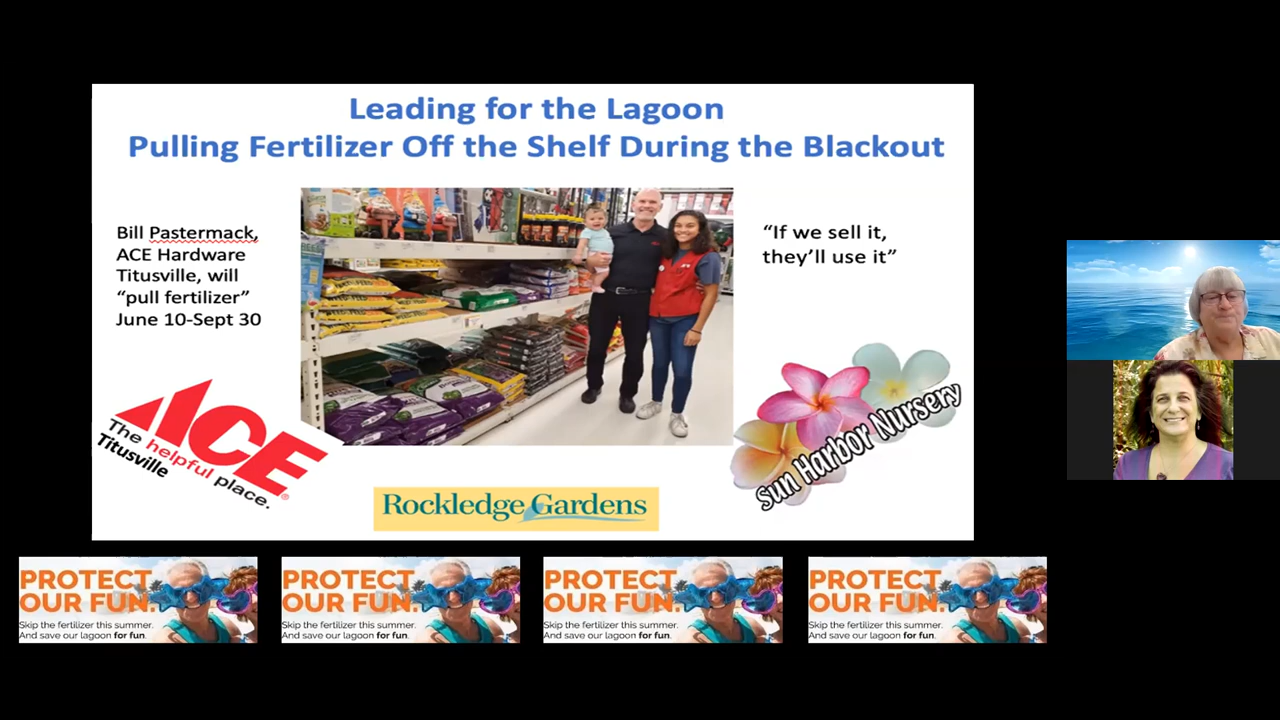 Leading for the Lagoon
Pulling Fertilizer Off the Shelf During the Blackout
Bill Pastermack,
ACE Hardware
Titusville, will
“pull fertilizer”
June 10-Sept 30
“If we sell it,
they’ll use it”
ACE
The helpful place.
Titusville
Rockledge Gardens
Sun Harbor Nursery
PROTECT
OUR FUN.
Skip the fertilizer this summer.
And save our lagoon for fun.
PROTECT
OUR FUN.
Skip the fertilizer this summer.
And save our lagoon for fun.
PROTECT
OUR FUN.
Skip the fertilizer this summer.
And save our lagoon for fun.
PROTECT
OUR FUN.
Skip the fertilizer this summer.
And save our lagoon for fun.